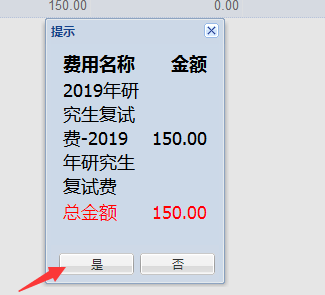 150.00 0.00
提示
费用名称 金额
2019年研
究生复试
费-2019 150.00
年研究生
复试费
总金额 150.00
是 否